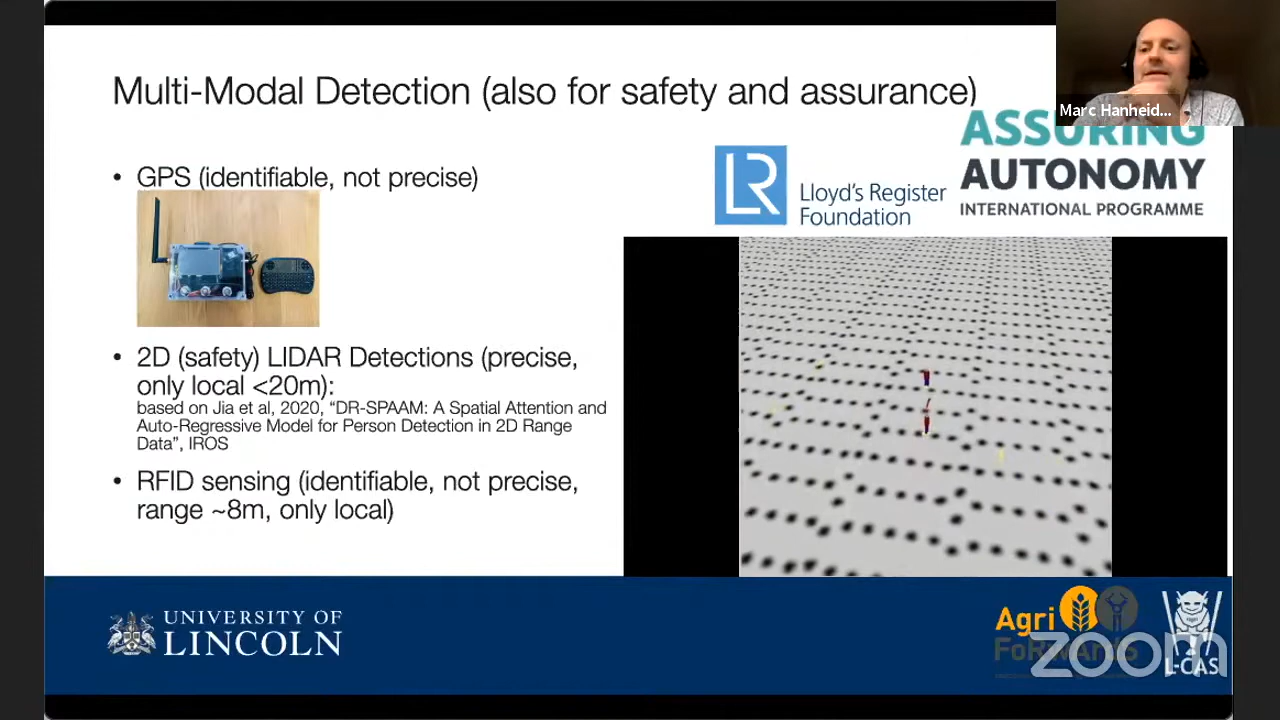 Multi-Modal Detection (also for safety and assurance)
Marc Hanheid...
ASSURING
AUTONOMY
INTERNATIONAL PROGRAMME
LR
Lloyd's Register
Foundation
• GPS (identifiable, not precise)
• 2D (safety) LIDAR Detections (precise,
only local <20m):
based on Jia et al, 2020, “DR-SPAAM: A Spatial Attention and
Auto-Regressive Model for Person Detection in 2D Range
Data”, IROS
• RFID sensing (identifiable, not precise,
range ~8m, only local)
UNIVERSITY OF
LINCOLN
Agri
FoRwArdS
zoom
L-CAS